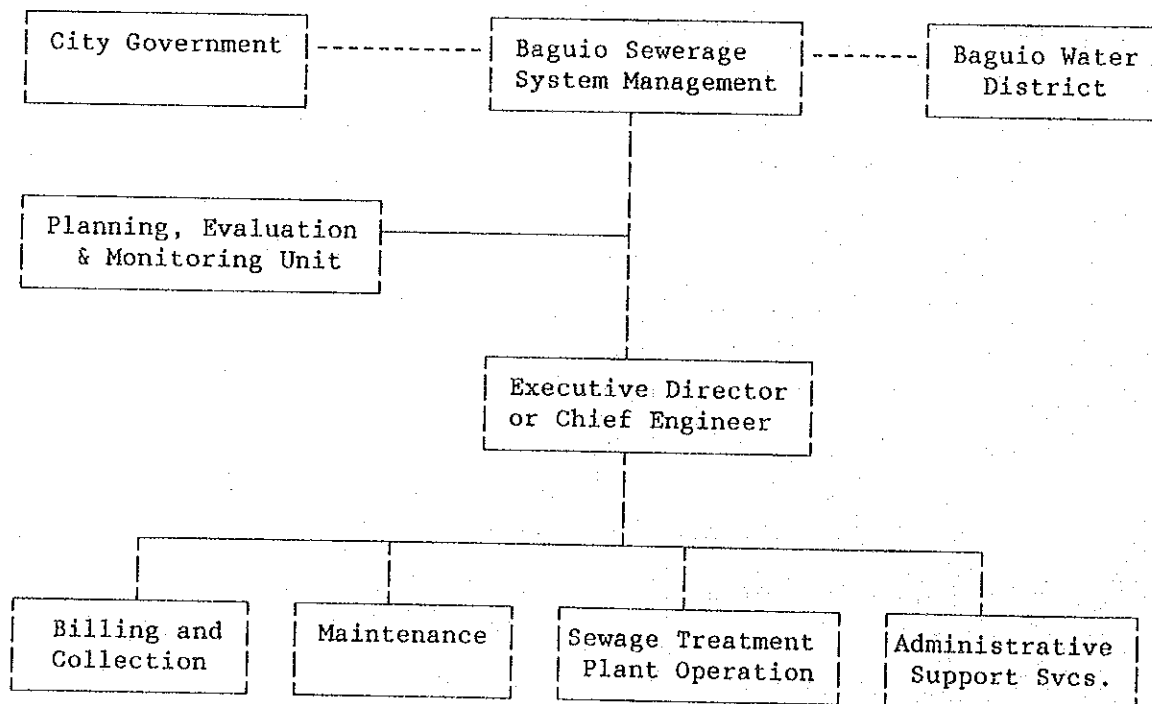 City Government
Baguio Sewerage
System Management
Baguio Water
District
Planning, Evaluation
& Monitoring Unit
Executive Director
or Chief Engineer
Billing and
Collection
Maintenance
Sewage Treatment
Plant Operation
Administrative
Support Svcs.